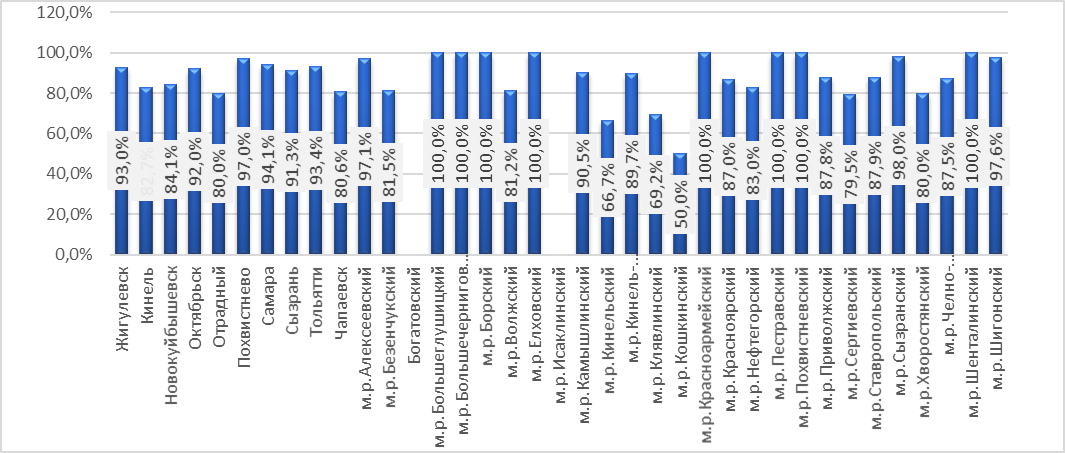 120,0%
100,0%
80,0%
60,0%
40,0%
20,0%
0,0%
93,0%
82,7%
84,1%
92,0%
80,0%
97,0%
94,1%
91,3%
93,4%
80,6%
97,1%
81,5%
100,0%
100,0%
100,0%
81,2%
100,0%
90,5%
66,7%
89,7%
69,2%
50,0%
100,0%
87,0%
83,0%
100,0%
100,0%
87,8%
79,5%
87,9%
98,0%
80,0%
87,5%
100,0%
97,6%
Жигулевск
Кинель
Новокуйбышевск
Октябрьск
Отрадный
Похвистнево
Самара
Сызрань
Тольятти
Чапаевск
м.р.Алексеевский
м.р.Безенчукский
Богатовский
м.р.Большеглушицкий
м.р.Большечернигов...
м.р.Борский
м.р.Волжский
м.р.Елховский
м.р.Исаклинский
м.р.Камышлинский
м.р.Кинельский
м.р.Кинель-...
м.р.Клявлинский
м.р.Кошкинский
м.р.Красноармейский
м.р.Красноярский
м.р.Нефтегорский
м.р.Пестравский
м.р.Похвистневский
м.р.Приволжский
м.р.Сергиевский
м.р.Ставропольский
м.р.Сызранский
м.р.Хворостянский
м.р.Челно-...
м.р.Шенталинский
м.р.Шигонский